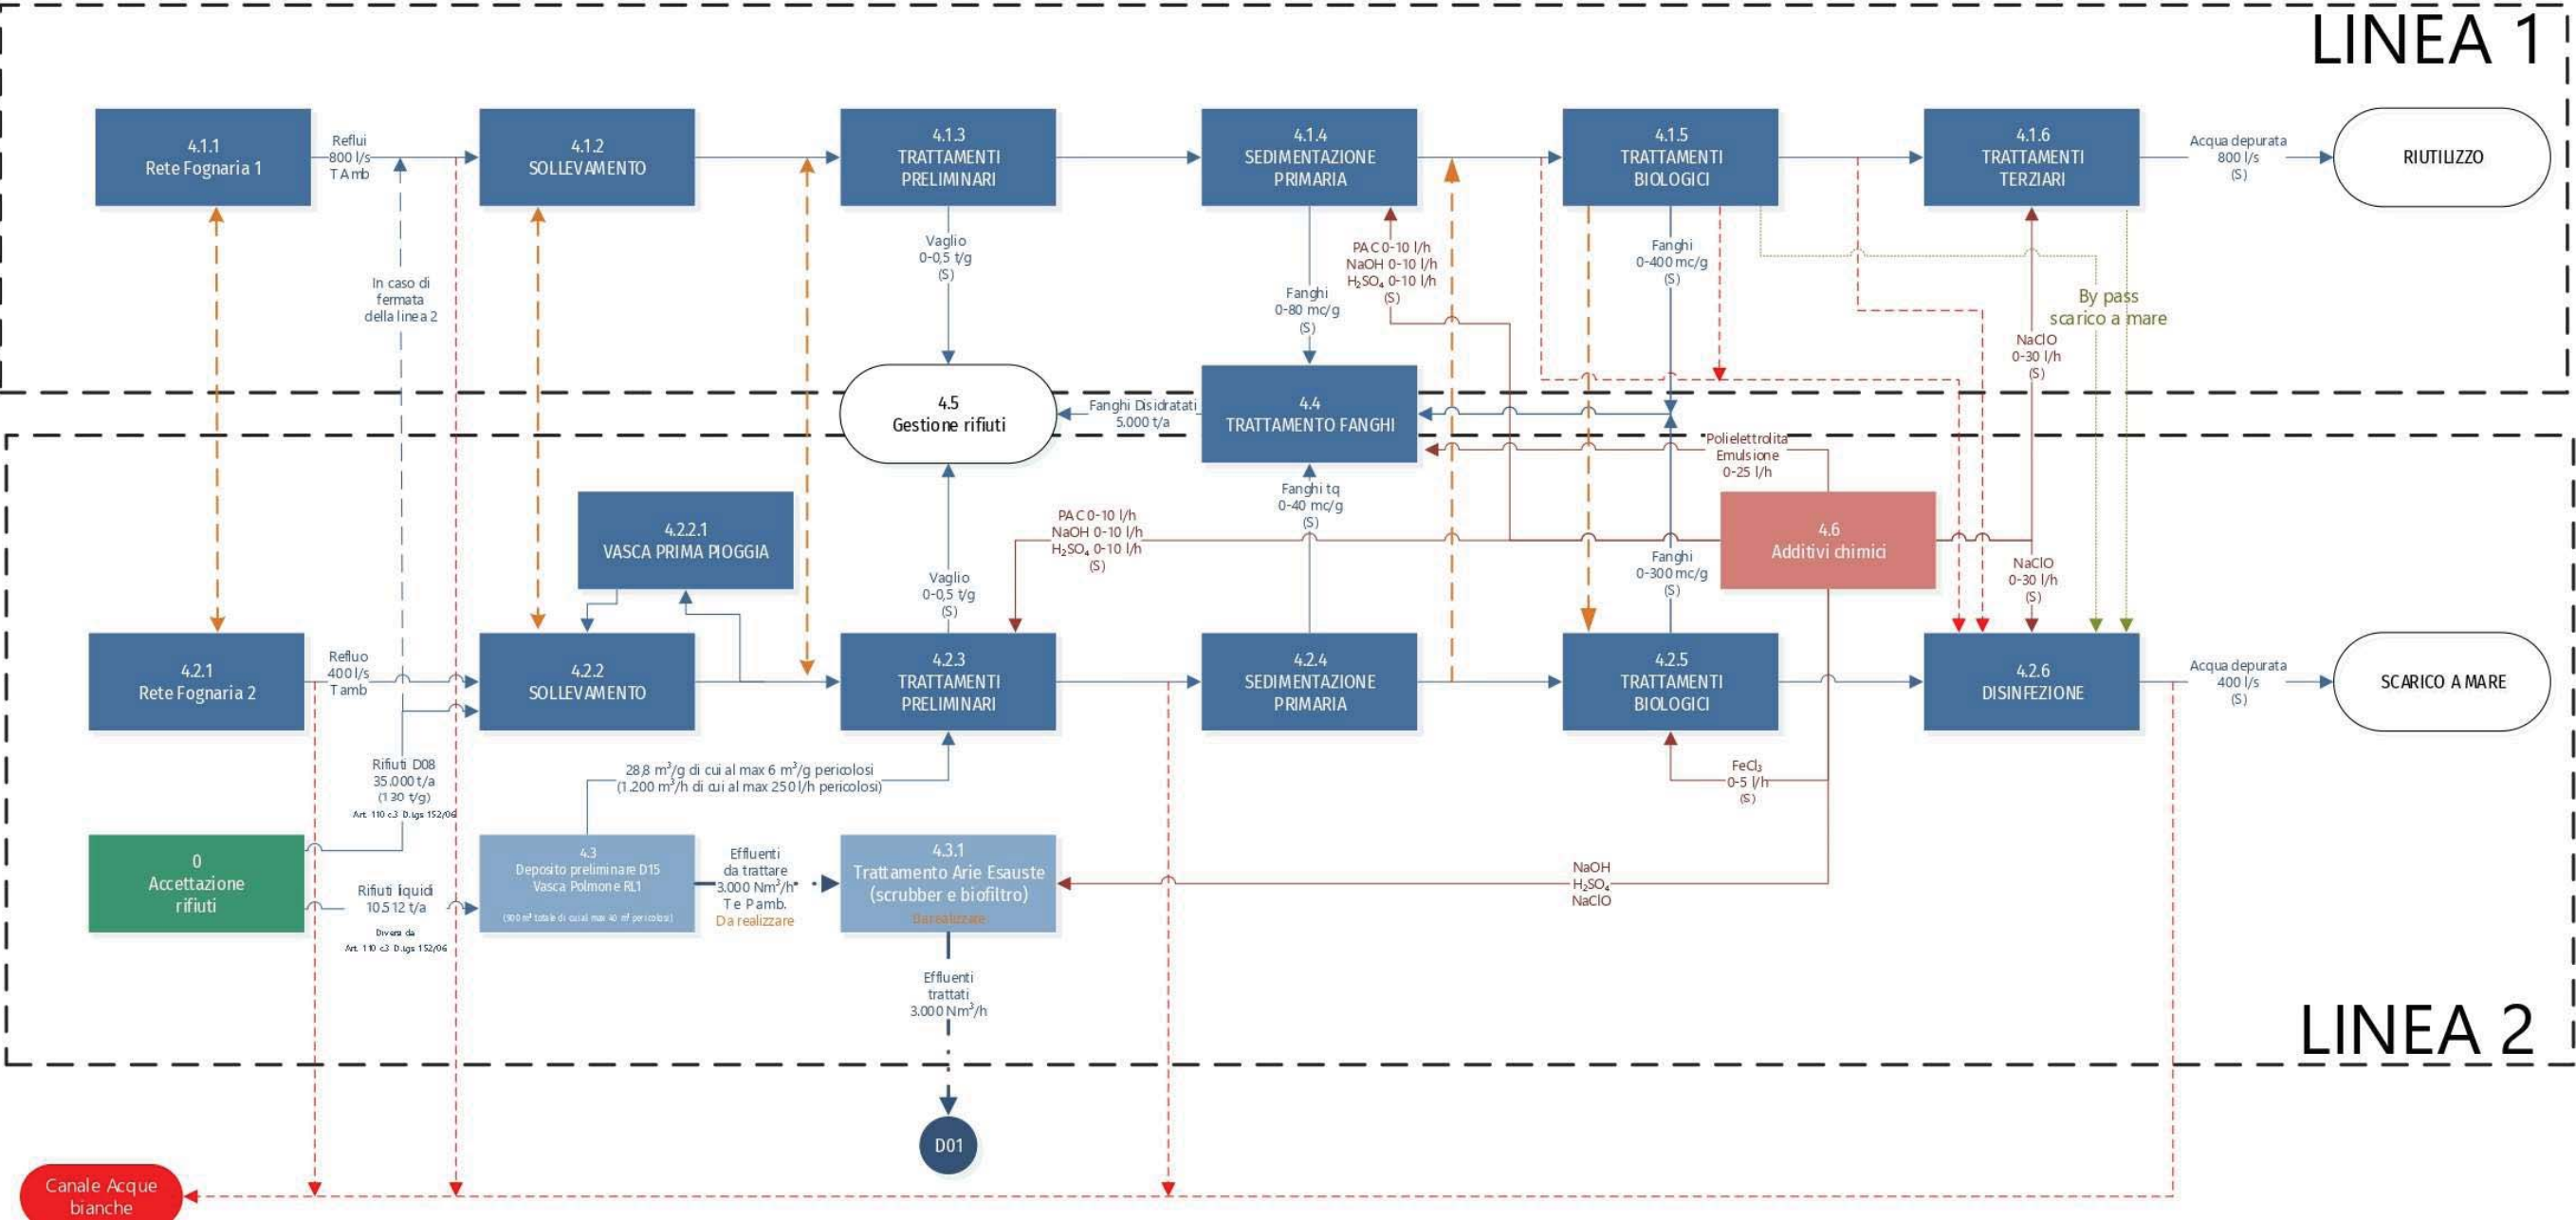 LINEA 1
4.1.1
Rete Fognaria 1
Reflui
800 l/s
T Amb
4.1.2
SOLLEVAMENTO
4.1.3
TRATTAMENTI
PRELIMINARI
4.1.4
SEDIMENTAZIONE
PRIMARIA
4.1.5
TRATTAMENTI
BIOLOGICI
4.1.6
TRATTAMENTI
TERZIARI
Acqua depurata
800 l/s
(S)
RIUTILIZZO
In caso di
fermata
della linea 2
Vaglio
0-0,5 t/g
(S)
Fanghi
0-80 mc/g
(S)
PAC 0-10 l/h
NaOH 0-10 l/h
H₂SO₄ 0-10 l/h
(S)
Fanghi
0-400 mc/g
(S)
By pass
scarico a mare
NaClO
0-30 l/h
(S)
4.5
Gestione rifiuti
Fanghi Disidratati
5.000 t/a
4.4
TRATTAMENTO FANGHI
Polielettrolita
Emulsione
0-25 l/h
4.2.2.1
VASCA PRIMA PIOGGIA
Vaglio
0-0,5 t/g
(S)
PAC 0-10 l/h
NaOH 0-10 l/h
H₂SO₄ 0-10 l/h
(S)
Fanghi tq
0-40 mc/g
(S)
Fanghi
0-300 mc/g
(S)
4.6
Additivi chimici
NaClO
0-30 l/h
(S)
4.2.1
Rete Fognaria 2
Refluo
400 l/s
T amb
4.2.2
SOLLEVAMENTO
4.2.3
TRATTAMENTI
PRELIMINARI
4.2.4
SEDIMENTAZIONE
PRIMARIA
4.2.5
TRATTAMENTI
BIOLOGICI
4.2.6
DISINFEZIONE
Acqua depurata
400 l/s
(S)
SCARICO A MARE
Rifiuti D08
35.000 t/a
(130 t/g)
Art. 110 c.3 D.Lgs 152/06
28,8 m³/g di cui al max 6 m³/g pericolosi
(1.200 m³/h di cui al max 250 l/h pericolosi)
FeCl₃
0-5 l/h
(S)
0
Accettazione
rifiuti
Rifiuti liquidi
10.512 t/a
Diversi da
Art. 110 c.3 D.Lgs 152/06
4.3
Deposito preliminare D15
Vasca Polmone RL1
(900 m³ totale di cui al max 40 m³ pericolosi)
Effluenti
da trattare
3.000 Nm³/h
T e P amb.
Da realizzare
4.3.1
Trattamento Arie Esauste
(scrubber e biofiltro)
Da realizzare
NaOH
H₂SO₄
NaClO
Effluenti
trattati
3.000 Nm³/h
LINEA 2
D01
Canale Acque
bianche